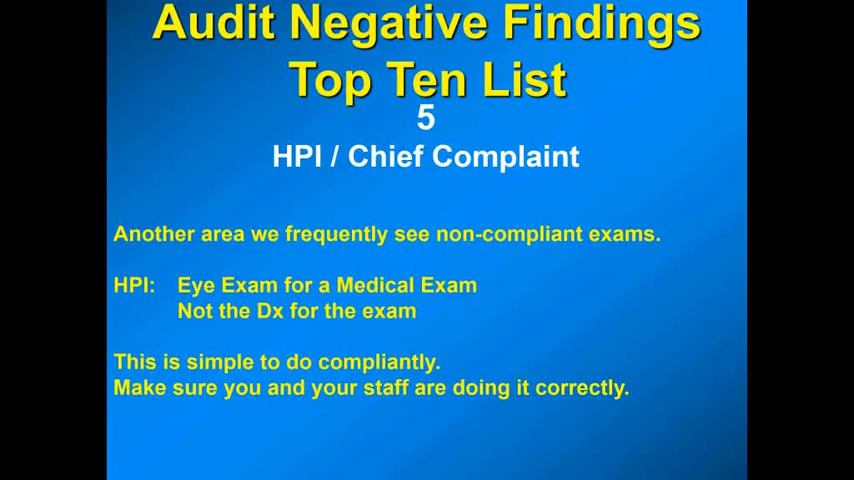 Audit Negative Findings
Top Ten List
5
HPI / Chief Complaint
Another area we frequently see non-compliant exams.
HPI: Eye Exam for a Medical Exam
Not the Dx for the exam
This is simple to do compliantly.
Make sure you and your staff are doing it correctly.